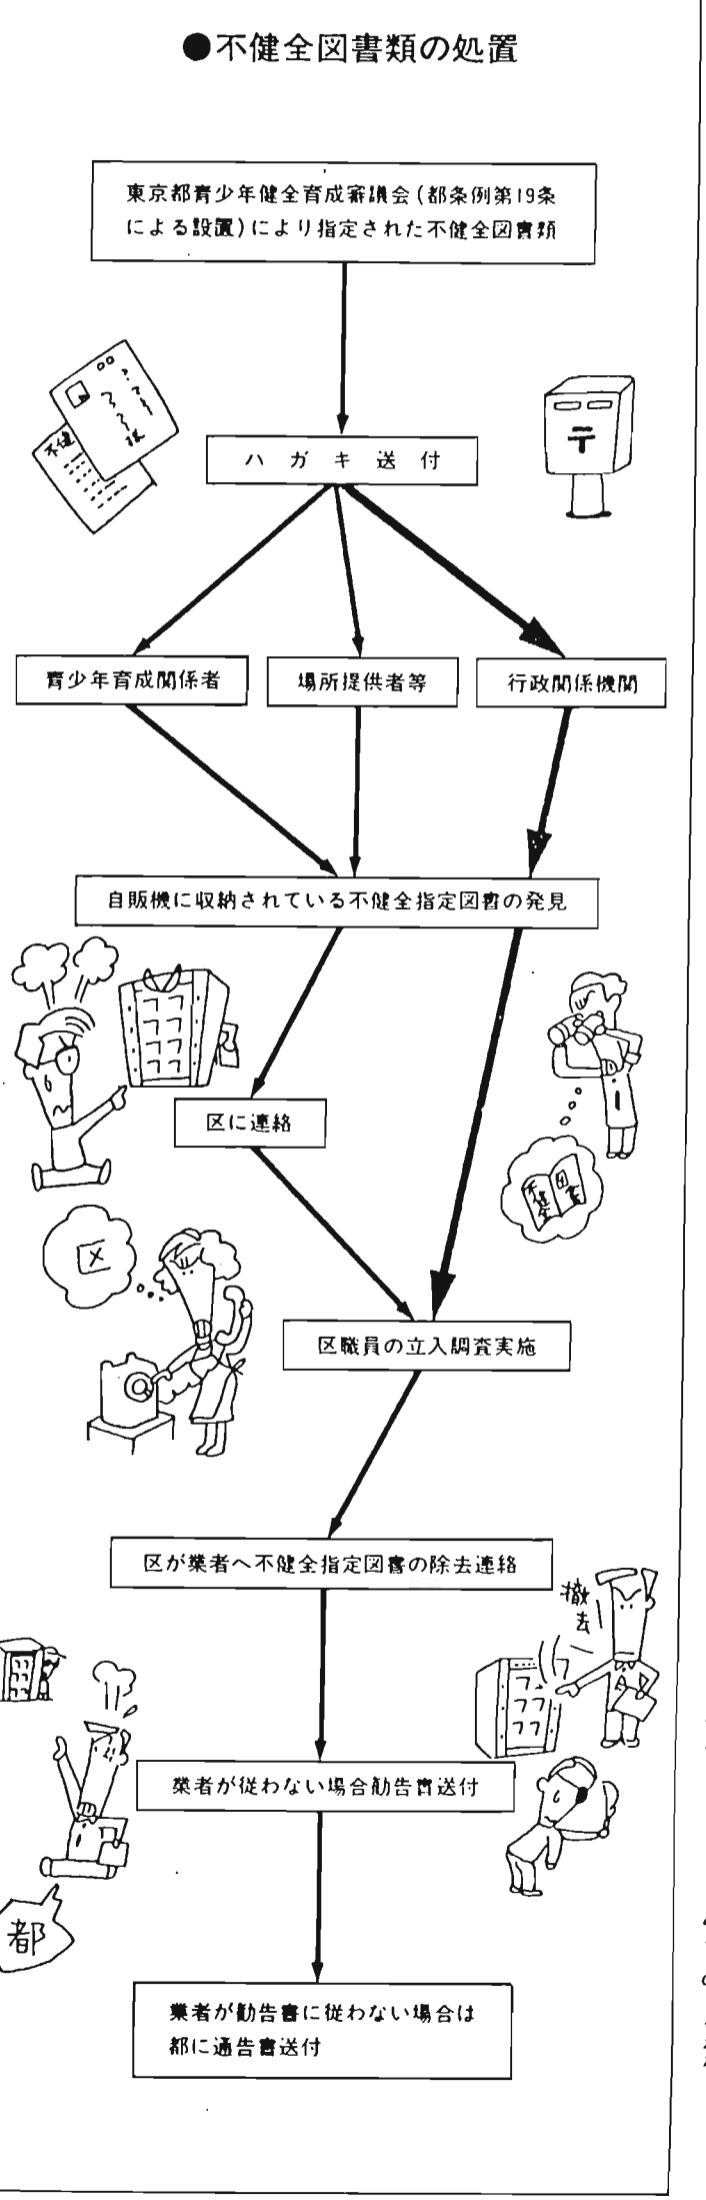 ●不健全図書類の処置
東京都青少年健全育成審議会(都条例第19条
による設置)により指定された不健全図書類
不健
様
〒
ハガキ送付
青少年育成関係者
場所提供者等
行政関係機関
自販機に収納されている不健全指定図書の発見
区に連絡
不健全
図書
区
区職員の立入調査実施
区が業者へ不健全指定図書の除去連絡
撤去
業者が従わない場合勧告書送付
都
業者が勧告書に従わない場合は
都に通告書送付